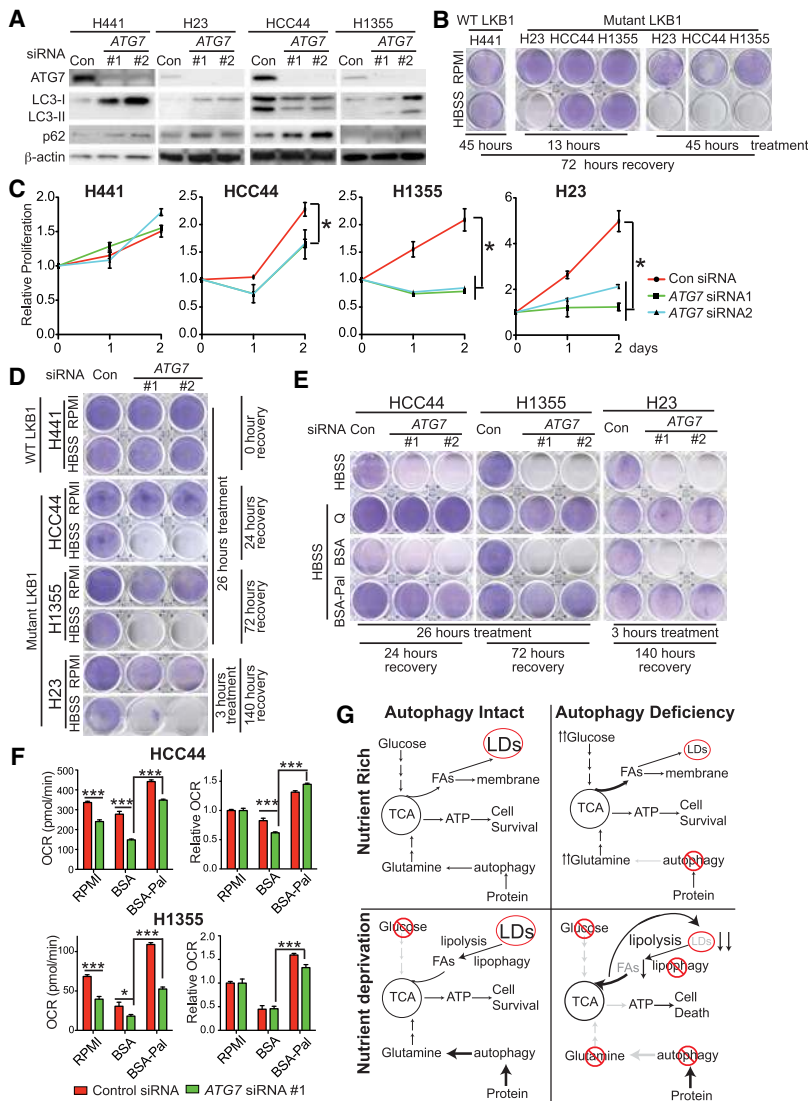 A
H441 H23 HCC44 H1355
siRNA Con ATG7 Con ATG7 Con ATG7 Con ATG7
#1 #2 #1 #2 #1 #2 #1 #2
ATG7
LC3-I
LC3-II
p62
β-actin
B
WT LKB1 Mutant LKB1
H441 H23 HCC44 H1355 H23 HCC44 H1355
RPMI
HBSS
45 hours 13 hours 45 hours treatment
72 hours recovery
C
H441 HCC44 H1355 H23
Relative Proliferation
2.0 2.5 2.5 6
1.5 2.0 2.0 4
1.0 1.5 1.5 2
0.5 1.0 1.0 0
0.0 0.5 0.5
0.0 0.0
* * *
0 1 2 0 1 2 0 1 2 0 1 2 days
Con siRNA
ATG7 siRNA1
ATG7 siRNA2
D
siRNA Con ATG7
#1 #2
WT LKB1
H441
RPMI
HBSS
0 hour recovery
Mutant LKB1
HCC44
RPMI
HBSS
24 hours recovery
26 hours treatment
H1355
RPMI
HBSS
72 hours recovery
H23
RPMI
HBSS
3 hours treatment
140 hours recovery
E
HCC44 H1355 H23
siRNA Con ATG7 Con ATG7 Con ATG7
#1 #2 #1 #2 #1 #2
HBSS
HBSS
Q
BSA
BSA-Pal
26 hours treatment 3 hours treatment
24 hours recovery 72 hours recovery 140 hours recovery
F
HCC44
OCR (pmol/min)
500
400
300
200
100
0
*** *** ***
RPMI BSA BSA-Pal
Relative OCR
2.0
1.5
1.0
0.5
0.0
*** ***
RPMI BSA BSA-Pal
H1355
OCR (pmol/min)
100
50
0
*** * ***
RPMI BSA BSA-Pal
Relative OCR
2.0
1.5
1.0
0.5
0.0
***
RPMI BSA BSA-Pal
Control siRNA ATG7 siRNA #1
G
Autophagy Intact Autophagy Deficiency
Nutrient Rich
Glucose
LDs
FAs
membrane
TCA
ATP
Cell Survival
Glutamine
autophagy
Protein
↑↑Glucose
LDs
FAs
membrane
TCA
ATP
Cell Survival
↑↑Glutamine
autophagy
Protein
Nutrient deprivation
Glucose
LDs
lipolysis
FAs
lipophagy
TCA
ATP
Cell Survival
Glutamine
autophagy
Protein
Glucose
lipolysis
LDs
FAs
lipophagy
TCA
ATP
Cell Death
Glutamine
autophagy
Protein